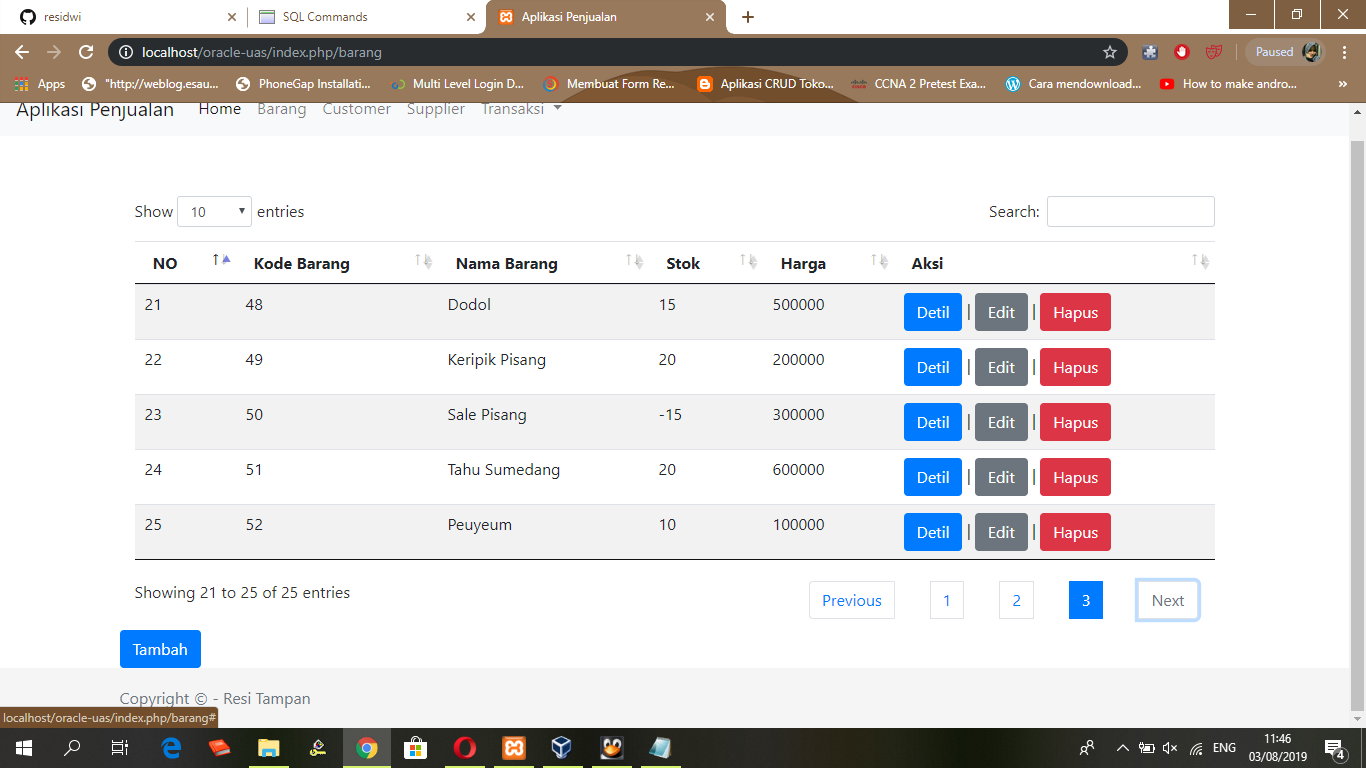 residwi
SQL Commands
Aplikasi Penjualan
localhost/oracle-uas/index.php/barang
Paused
Apps
"http://weblog.esau...
PhoneGap Installati...
Multi Level Login D...
Membuat Form Re...
Aplikasi CRUD Toko...
CCNA 2 Pretest Exa...
Cara mendownload...
How to make andro...
»
Aplikasi Penjualan Home Barang Customer Supplier Transaksi
Show 10 entries
Search:
NO Kode Barang Nama Barang Stok Harga Aksi
21 48 Dodol 15 500000 Detil | Edit | Hapus
22 49 Keripik Pisang 20 200000 Detil | Edit | Hapus
23 50 Sale Pisang -15 300000 Detil | Edit | Hapus
24 51 Tahu Sumedang 20 600000 Detil | Edit | Hapus
25 52 Peuyeum 10 100000 Detil | Edit | Hapus
Showing 21 to 25 of 25 entries
Previous 1 2 3 Next
Tambah
Copyright © - Resi Tampan
localhost/oracle-uas/index.php/barang#
ENG
11:46
03/08/2019
4